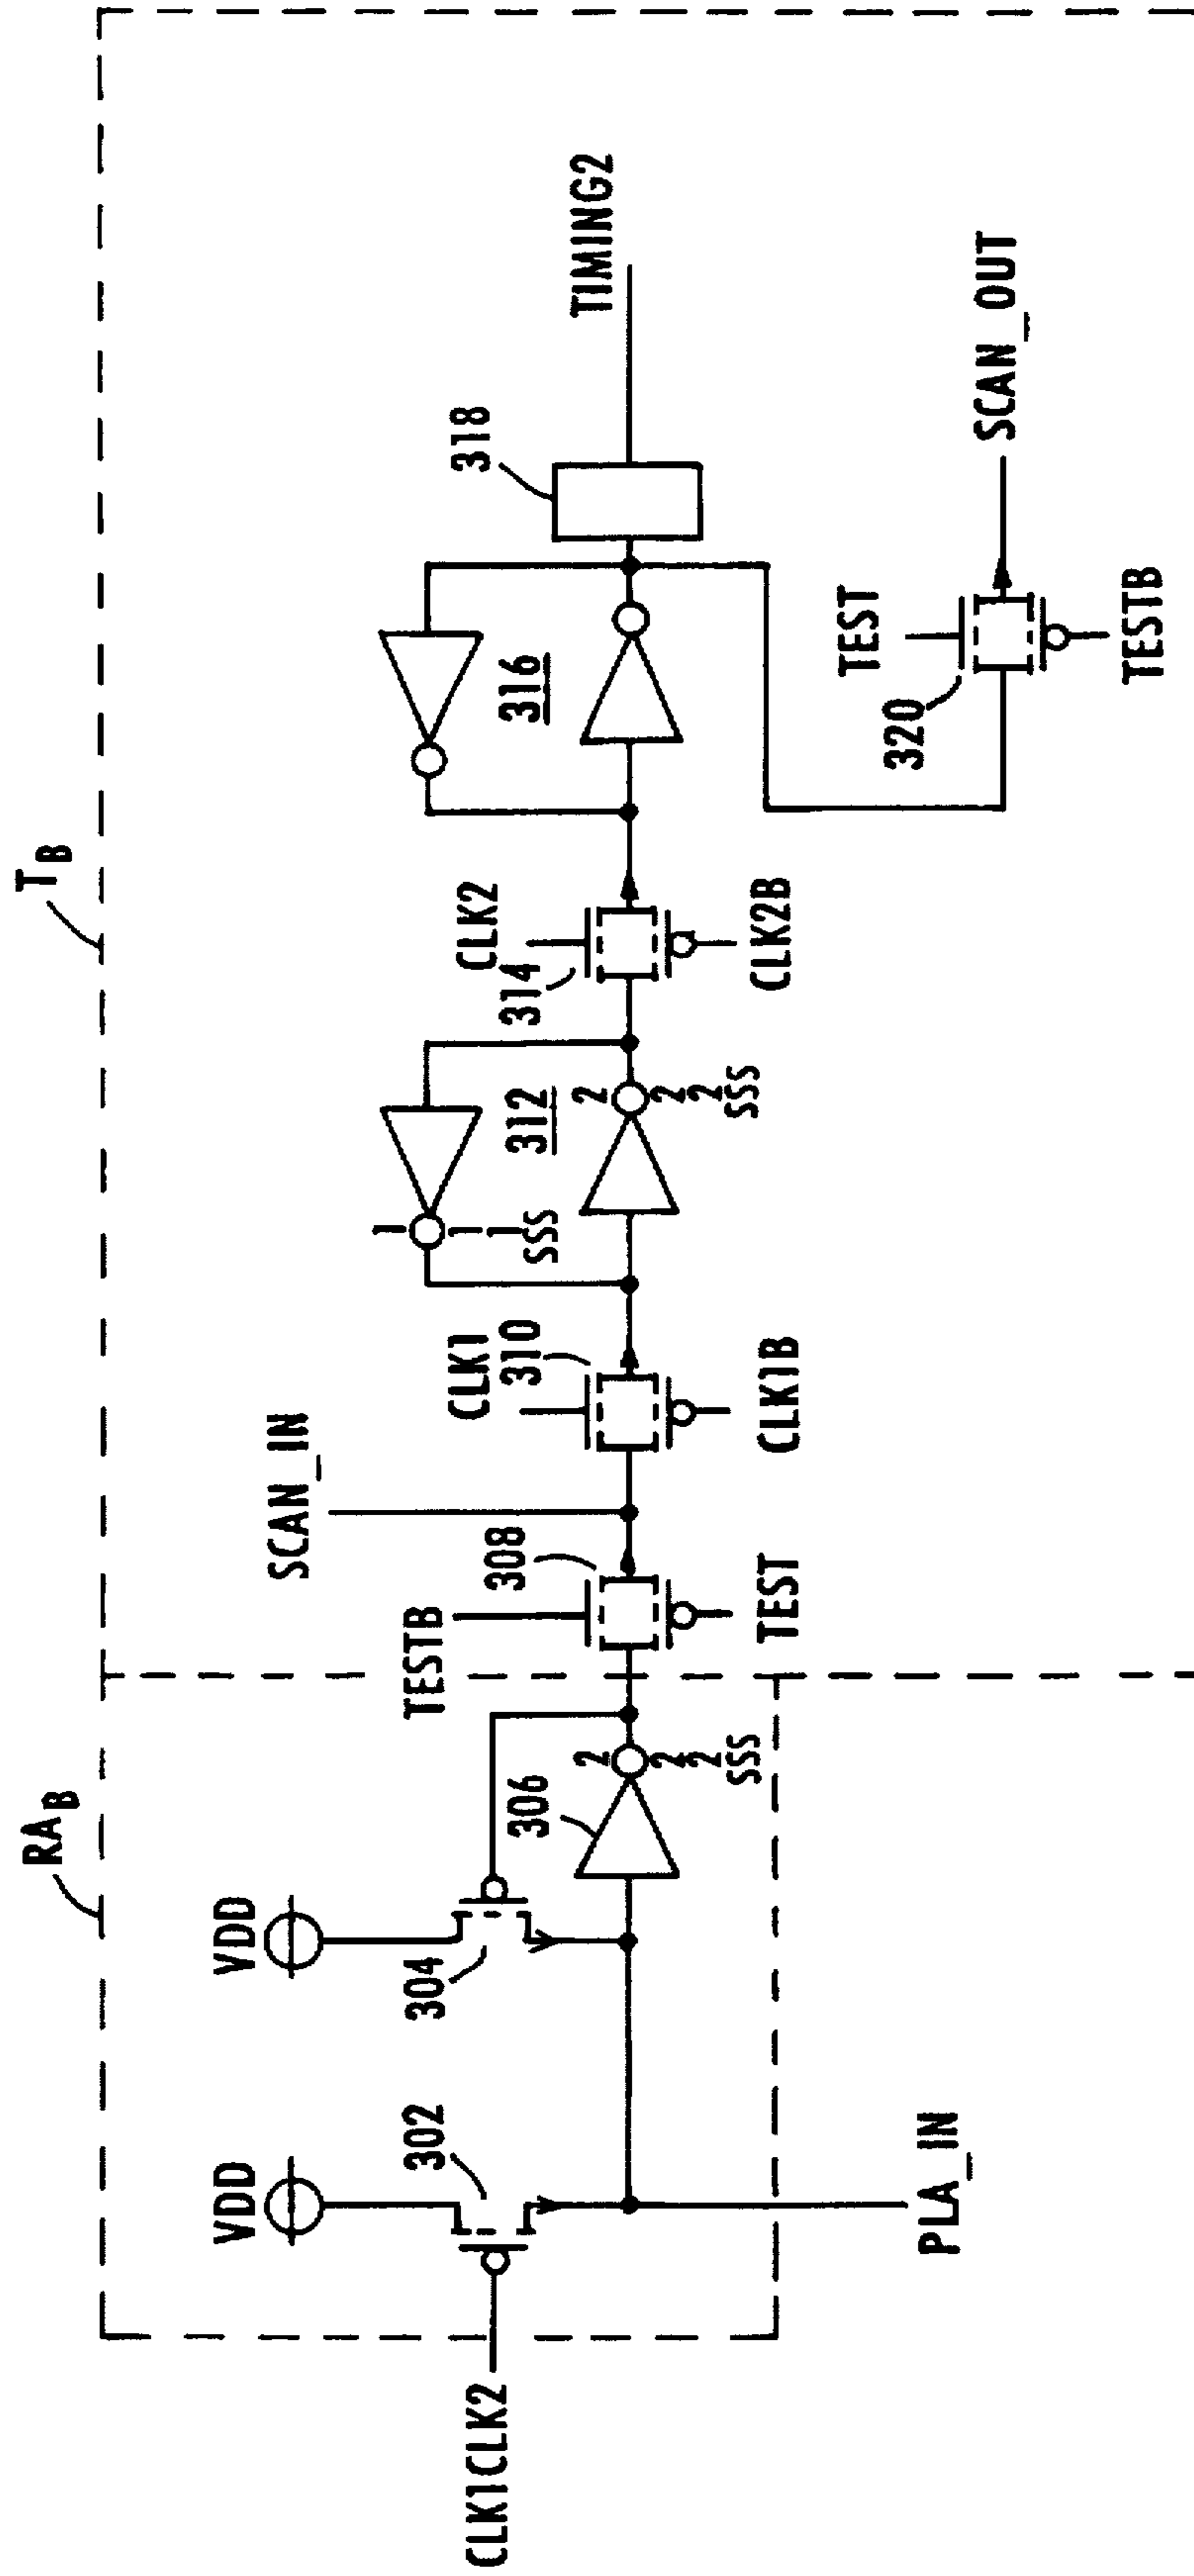 RA_B
T_B
VDD
VDD
SCAN_IN
CLK1CLK2
302
304
306
2
2
2
SSS
TESTB
308
TEST
CLK1
310
CLK1B
1
1
1
SSS
312
2
2
2
SSS
CLK2
314
CLK2B
316
318
TIMING2
PLA_IN
TEST
320
TESTB
SCAN_OUT